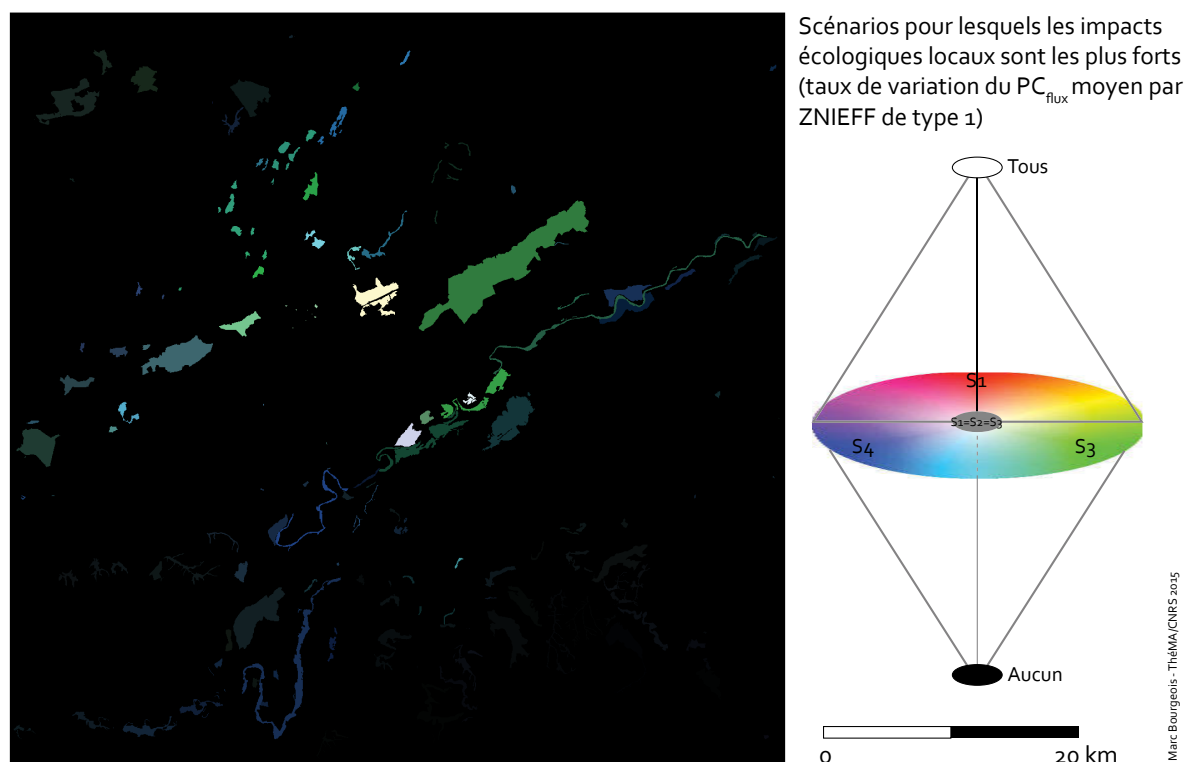 Scénarios pour lesquels les impacts
écologiques locaux sont les plus forts
(taux de variation du PCflux moyen par
ZNIEFF de type 1)
Tous
S1
S1=S2=S3
S4
S3
Aucun
0 20 km
Marc Bourgeois - ThéMA/CNRS 2015